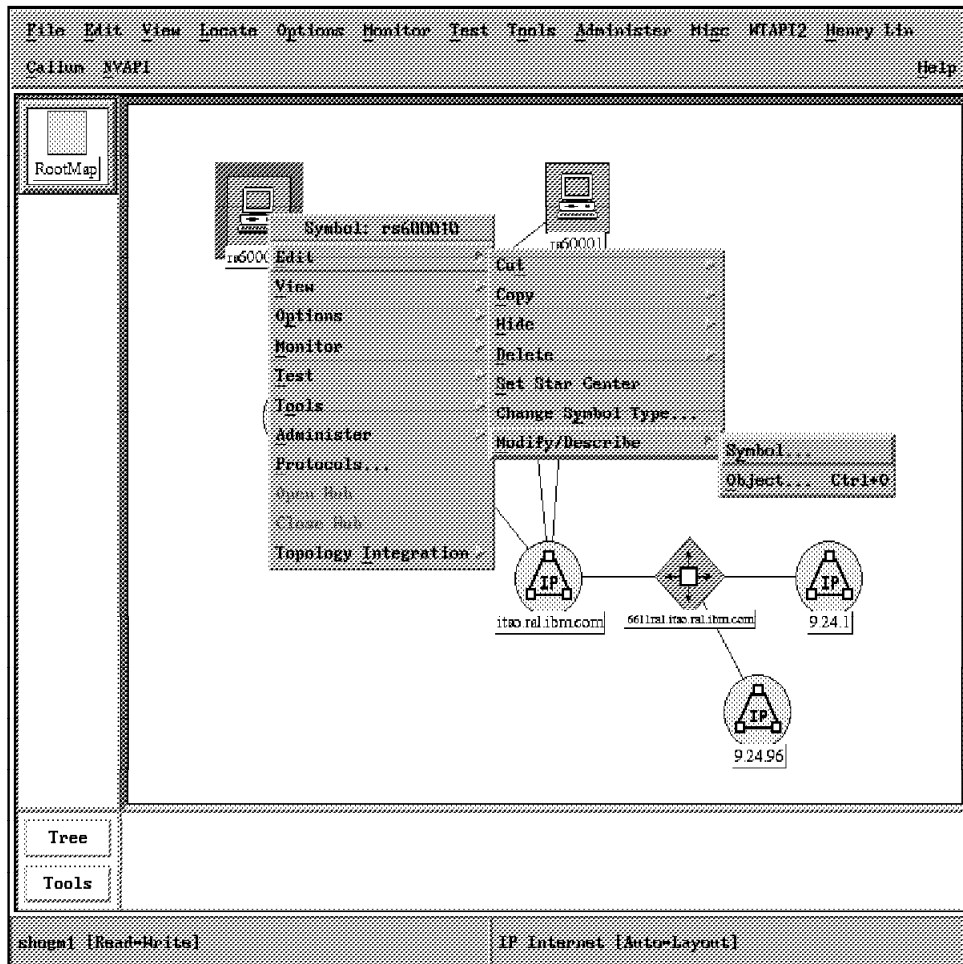 File Edit View Locate Options Monitor Test Tools Administer Misc WTAPI2 Henry Lin
Callum NVAPI Help
RootMap
rs6000
rs60001
Symbol: rs600010
Edit
View
Options
Monitor
Test
Tools
Administer
Protocols...
Open Hub
Close Hub
Topology Integration
Cut
Copy
Hide
Delete
Set Star Center
Change Symbol Type...
Modify/Describe
Symbol...
Object... Ctrl+O
IP
itso.ral.ibm.com
6611ral.itso.ral.ibm.com
IP
9.24.1
IP
9.24.96
Tree
Tools
shogm1 [Read-Write]
IP Internet [Auto-Layout]